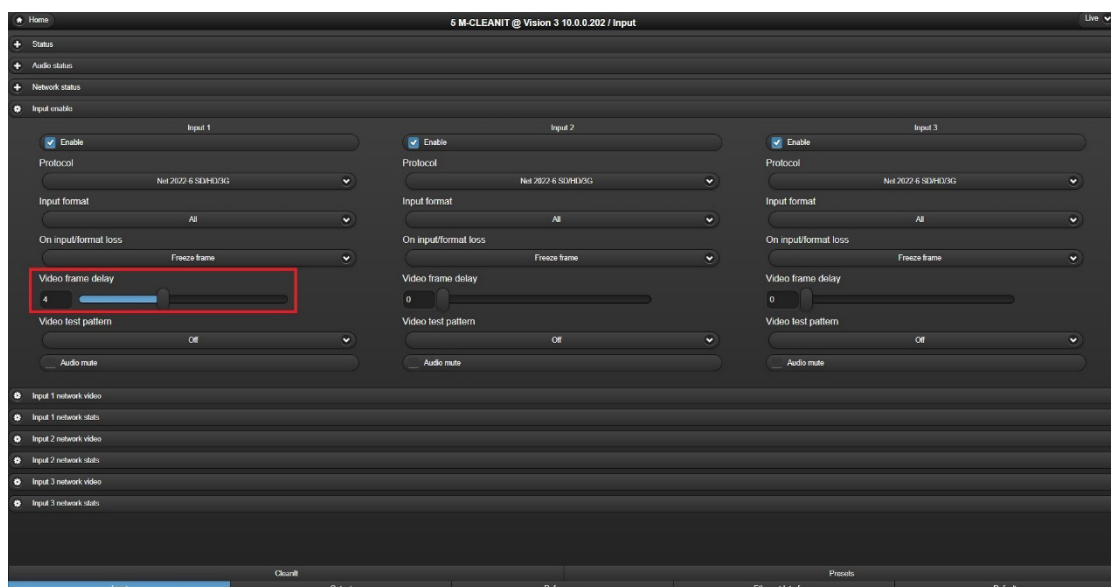 Home
5 M-CLEANIT @ Vision 3 10.0.0.202 / Input
Live
Status
Audio status
Network status
Input enable
Input 1 Input 2 Input 3
Enable Enable Enable
Protocol Protocol Protocol
Net 2022-6 SD/HD/3G Net 2022-6 SD/HD/3G Net 2022-6 SD/HD/3G
Input format Input format Input format
All All All
On input/format loss On input/format loss On input/format loss
Freeze frame Freeze frame Freeze frame
Video frame delay Video frame delay Video frame delay
4 0 0
Video test pattern Video test pattern Video test pattern
Off Off Off
Audio mute Audio mute Audio mute
Input 1 network video
Input 1 network stats
Input 2 network video
Input 2 network stats
Input 3 network video
Input 3 network stats
CleanIt Presets